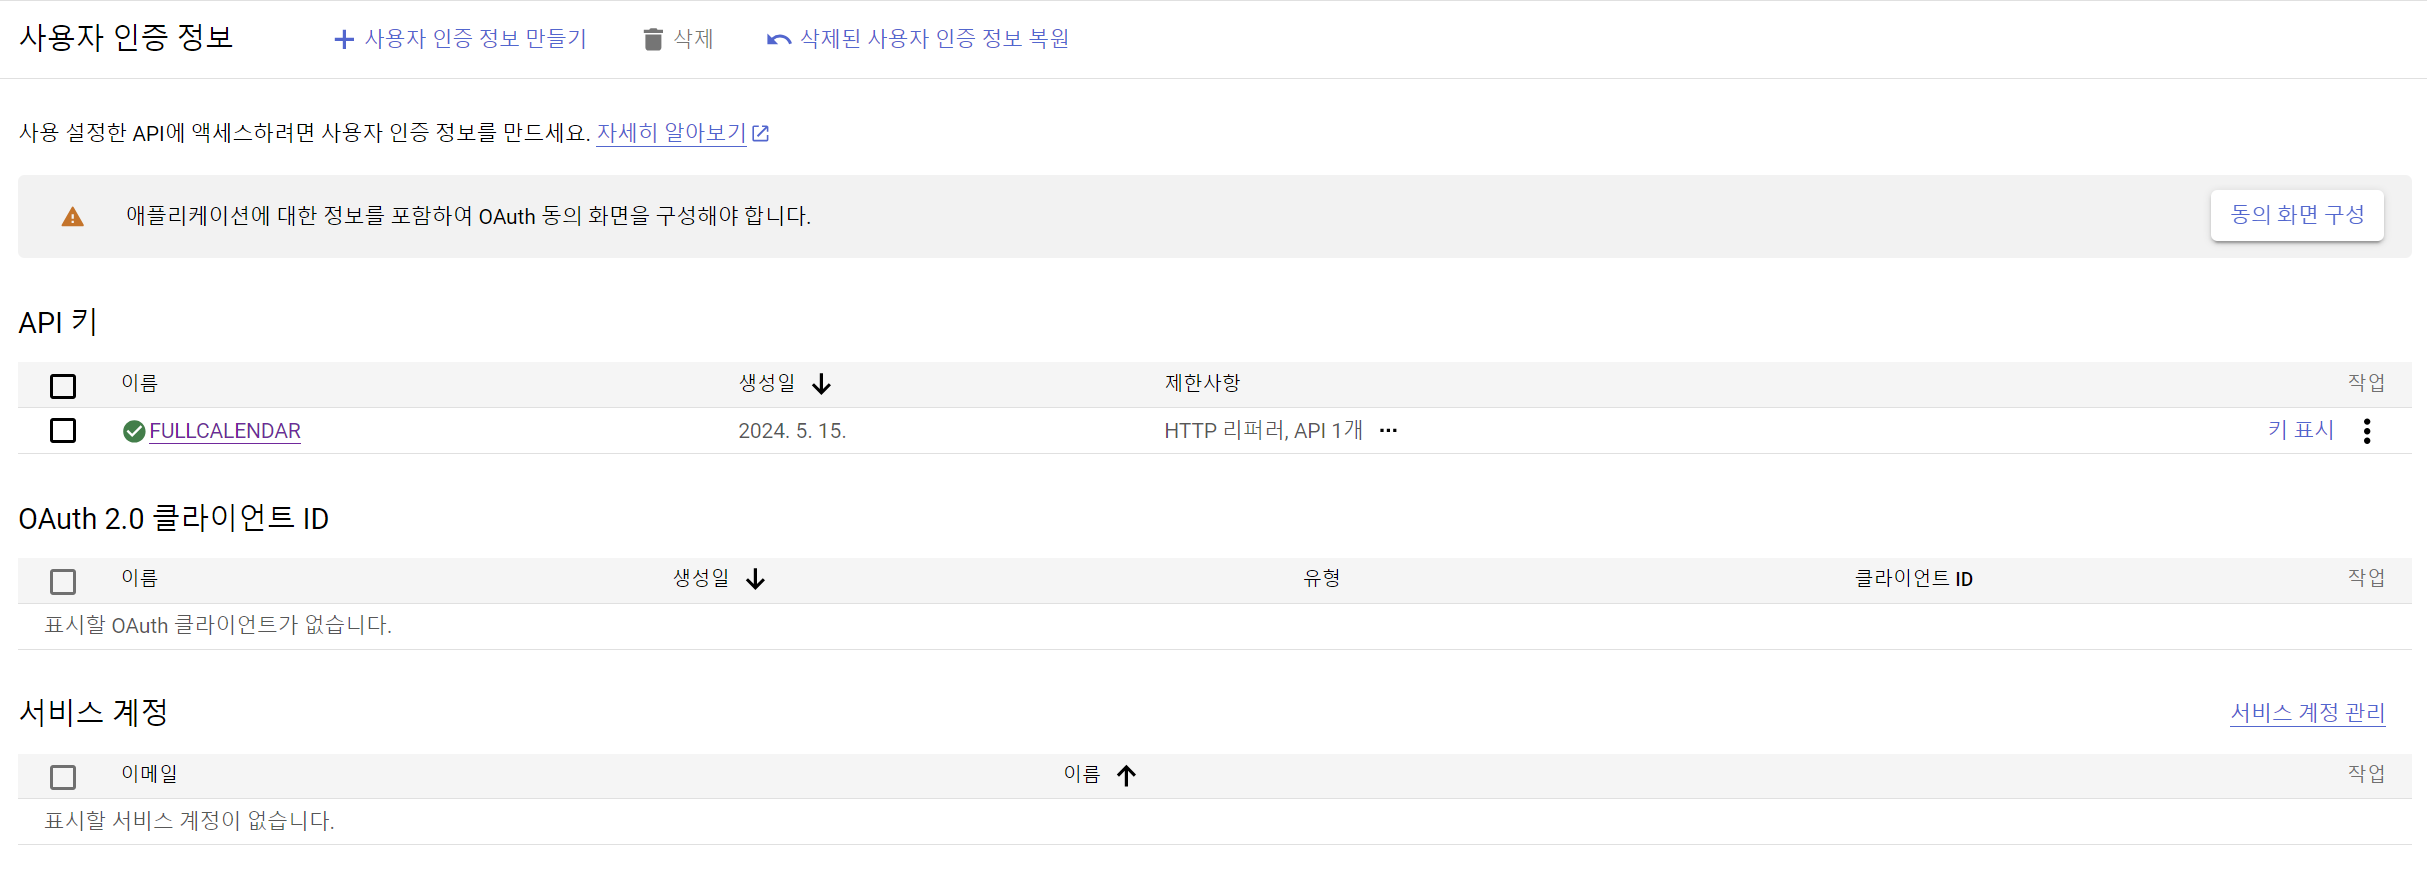 사용자 인증 정보 사용자 인증 정보 만들기 삭제 삭제된 사용자 인증 정보 복원
사용 설정한 API에 액세스하려면 사용자 인증 정보를 만드세요. 자세히 알아보기
애플리케이션에 대한 정보를 포함하여 OAuth 동의 화면을 구성해야 합니다. 동의 화면 구성
API 키
이름 생성일 제한사항 작업
FULLCALENDAR 2024. 5. 15. HTTP 리퍼러, API 1개 ... 키 표시
OAuth 2.0 클라이언트 ID
이름 생성일 유형 클라이언트 ID 작업
표시할 OAuth 클라이언트가 없습니다.
서비스 계정 서비스 계정 관리
이메일 이름 작업
표시할 서비스 계정이 없습니다.